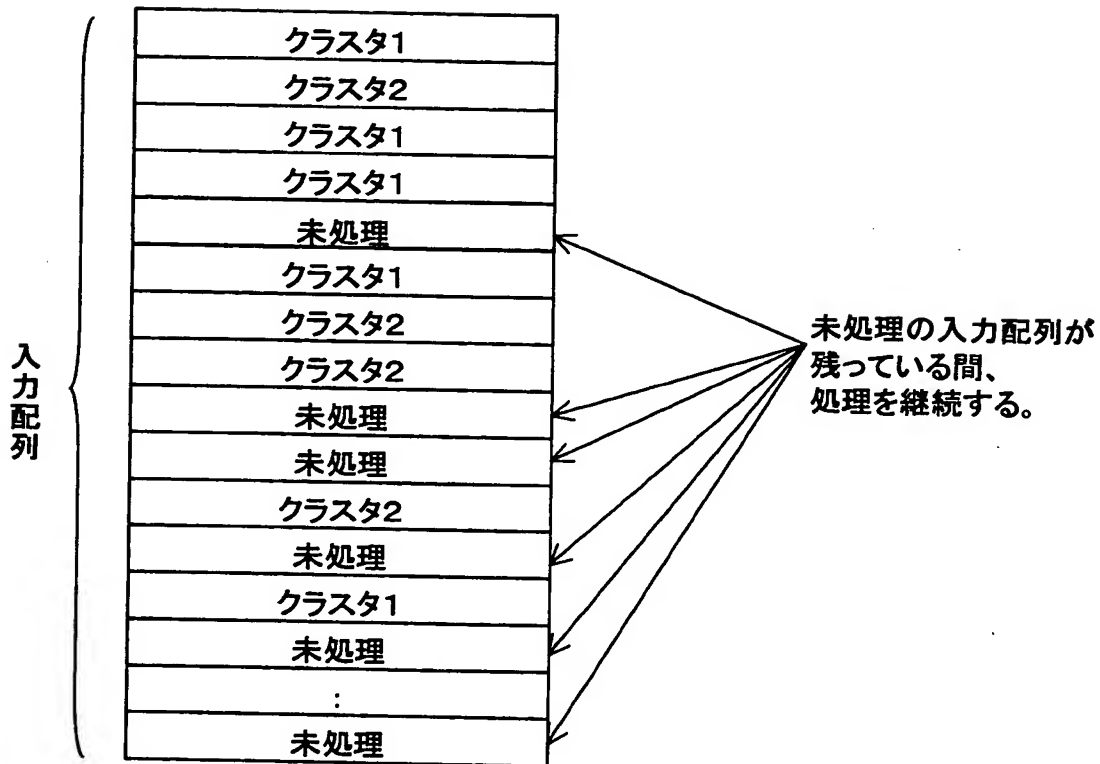 クラスタ1
クラスタ2
クラスタ1
クラスタ1
未処理
クラスタ1
クラスタ2
クラスタ2
未処理
未処理
クラスタ2
未処理
クラスタ1
未処理
:
未処理
入力配列
未処理の入力配列が
残っている間、
処理を継続する。